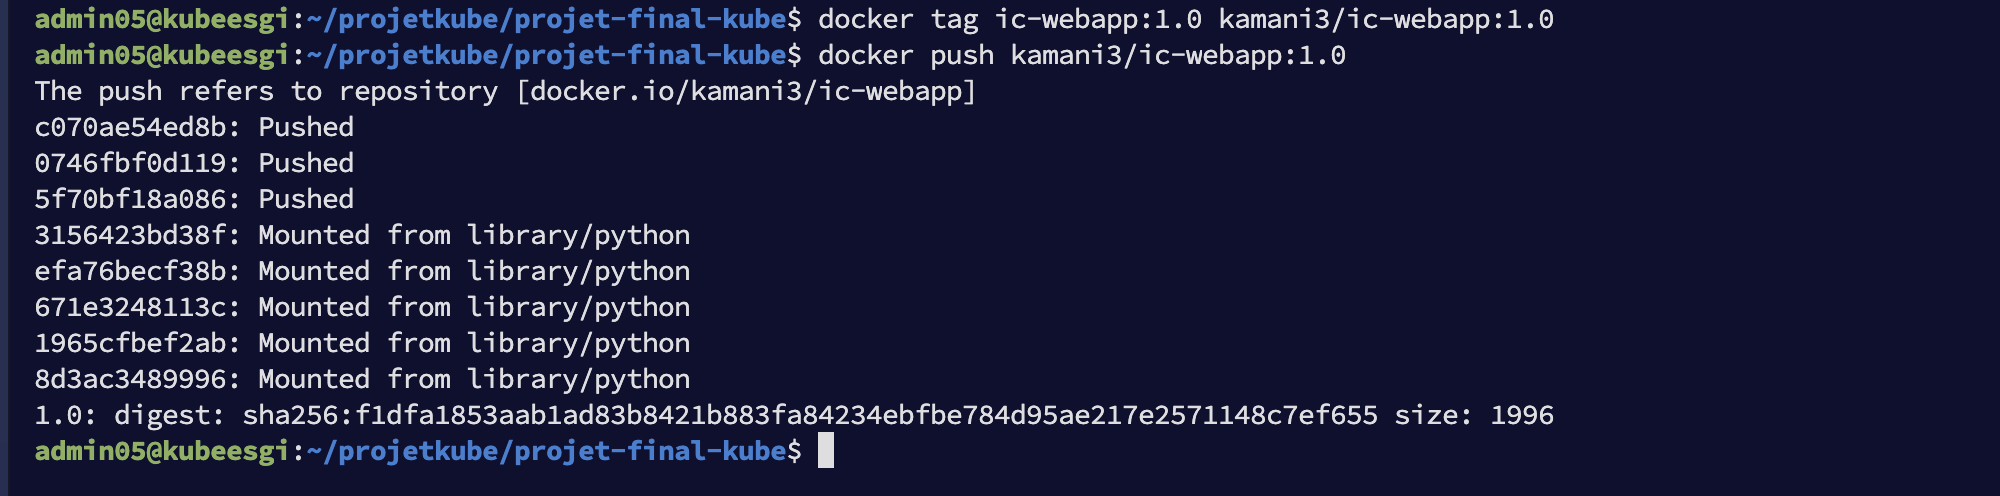 admin05@kubeesgi:~/projetkube/projet-final-kube$ docker tag ic-webapp:1.0 kamani3/ic-webapp:1.0
admin05@kubeesgi:~/projetkube/projet-final-kube$ docker push kamani3/ic-webapp:1.0
The push refers to repository [docker.io/kamani3/ic-webapp]
c070ae54ed8b: Pushed
0746fbf0d119: Pushed
5f70bf18a086: Pushed
3156423bd38f: Mounted from library/python
efa76becf38b: Mounted from library/python
671e3248113c: Mounted from library/python
1965cfbef2ab: Mounted from library/python
8d3ac3489996: Mounted from library/python
1.0: digest: sha256:f1dfa1853aab1ad83b8421b883fa84234ebfbe784d95ae217e2571148c7ef655 size: 1996
admin05@kubeesgi:~/projetkube/projet-final-kube$